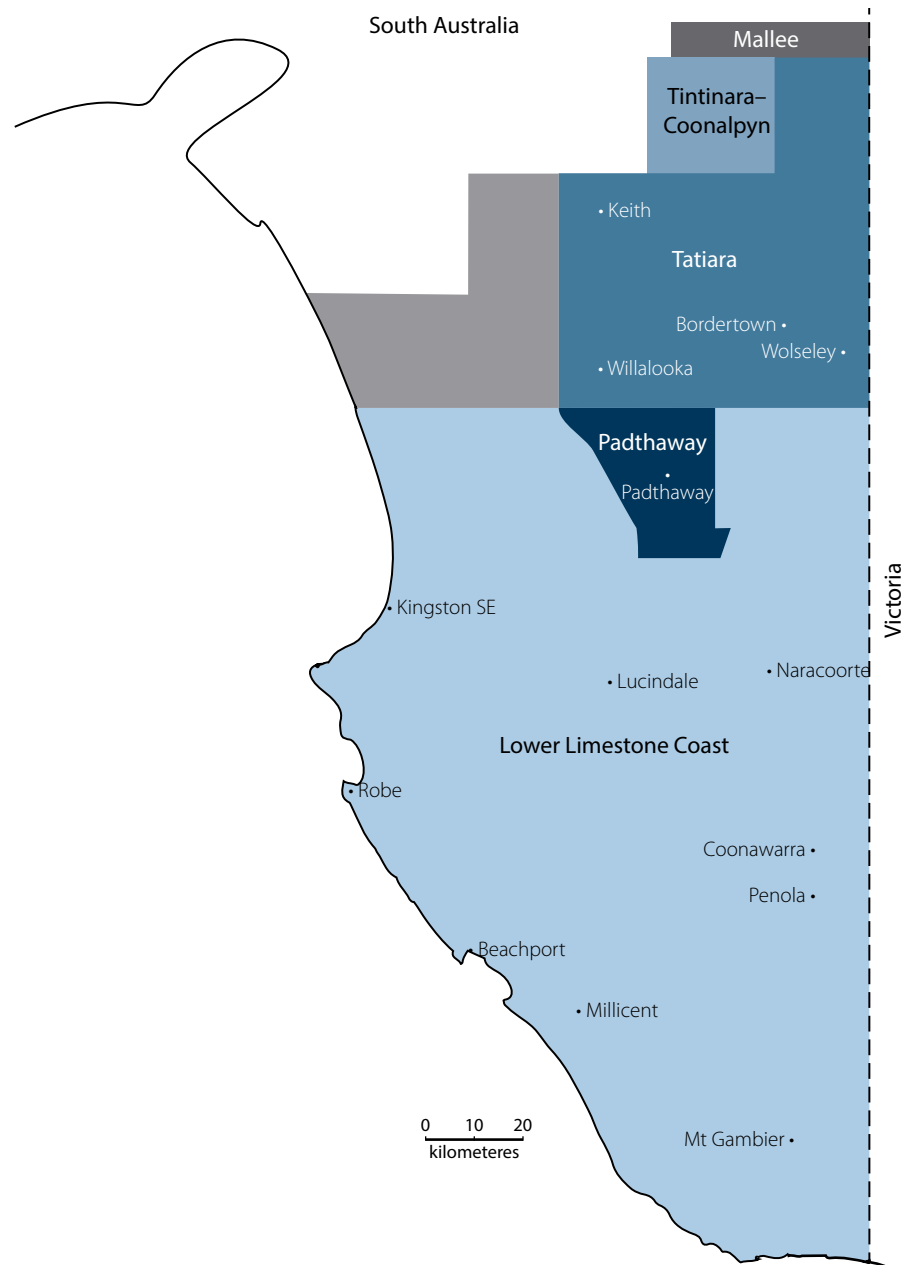 South Australia
Mallee
Tintinara–
Coonalpyn
Keith
Tatiara
Bordertown
Wolseley
Willalooka
Padthaway
Padthaway
Victoria
Kingston SE
Naracoorte
Lucindale
Lower Limestone Coast
Robe
Coonawarra
Penola
Beachport
Millicent
0 10 20
kilometeres
Mt Gambier